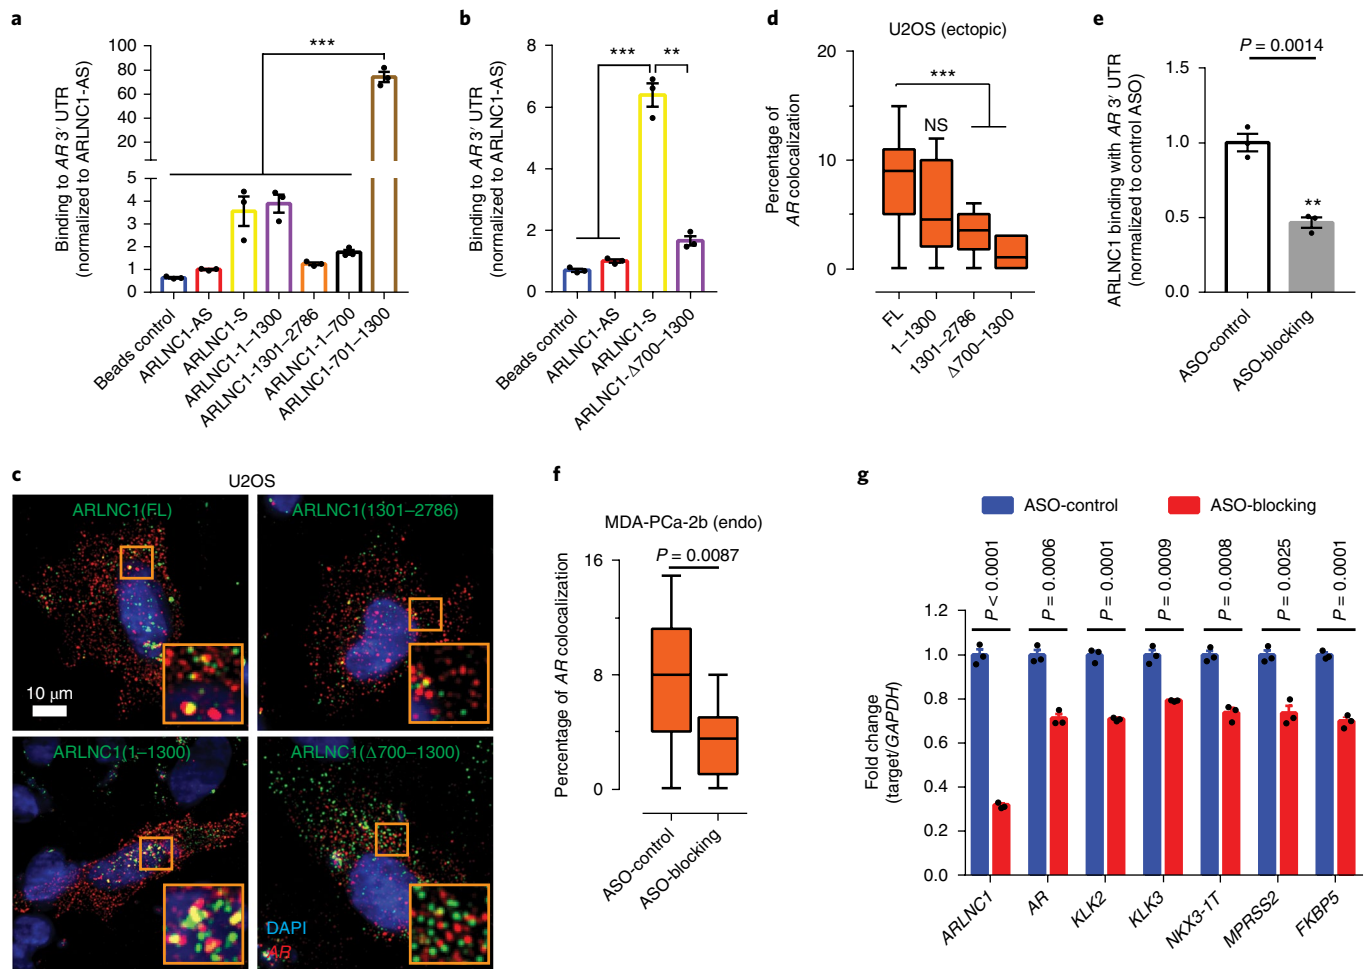 a
Binding to AR 3′ UTR
(normalized to ARLNC1-AS)
100
80
60
40
20
5
4
3
2
1
0
***
Beads control
ARLNC1-AS
ARLNC1-S
ARLNC1-1–1300
ARLNC1-1301–2786
ARLNC1-1–700
ARLNC1-701–1300
b
Binding to AR 3′ UTR
(normalized to ARLNC1-AS)
8
6
4
2
0
***
**
Beads control
ARLNC1-AS
ARLNC1-S
ARLNC1-Δ700–1300
d
U2OS (ectopic)
Percentage of
AR colocalization
20
10
0
***
NS
FL
1–1300
1301–2786
Δ700–1300
e
P = 0.0014
ARLNC1 binding with AR 3′ UTR
(normalized to control ASO)
1.5
1.0
0.5
0.0
**
ASO-control
ASO-blocking
c
U2OS
ARLNC1(FL)
10 µm
ARLNC1(1301–2786)
ARLNC1(1–1300)
ARLNC1(Δ700–1300)
DAPI
AR
f
MDA-PCa-2b (endo)
P = 0.0087
Percentage of AR colocalization
16
8
0
ASO-control
ASO-blocking
g
ASO-control
ASO-blocking
P < 0.0001
P = 0.0006
P = 0.0001
P = 0.0009
P = 0.0008
P = 0.0025
P = 0.0001
Fold change
(target/GAPDH)
1.2
1.0
0.8
0.6
0.4
0.2
0.0
ARLNC1
AR
KLK2
KLK3
NKX3-1T
MPRSS2
FKBP5